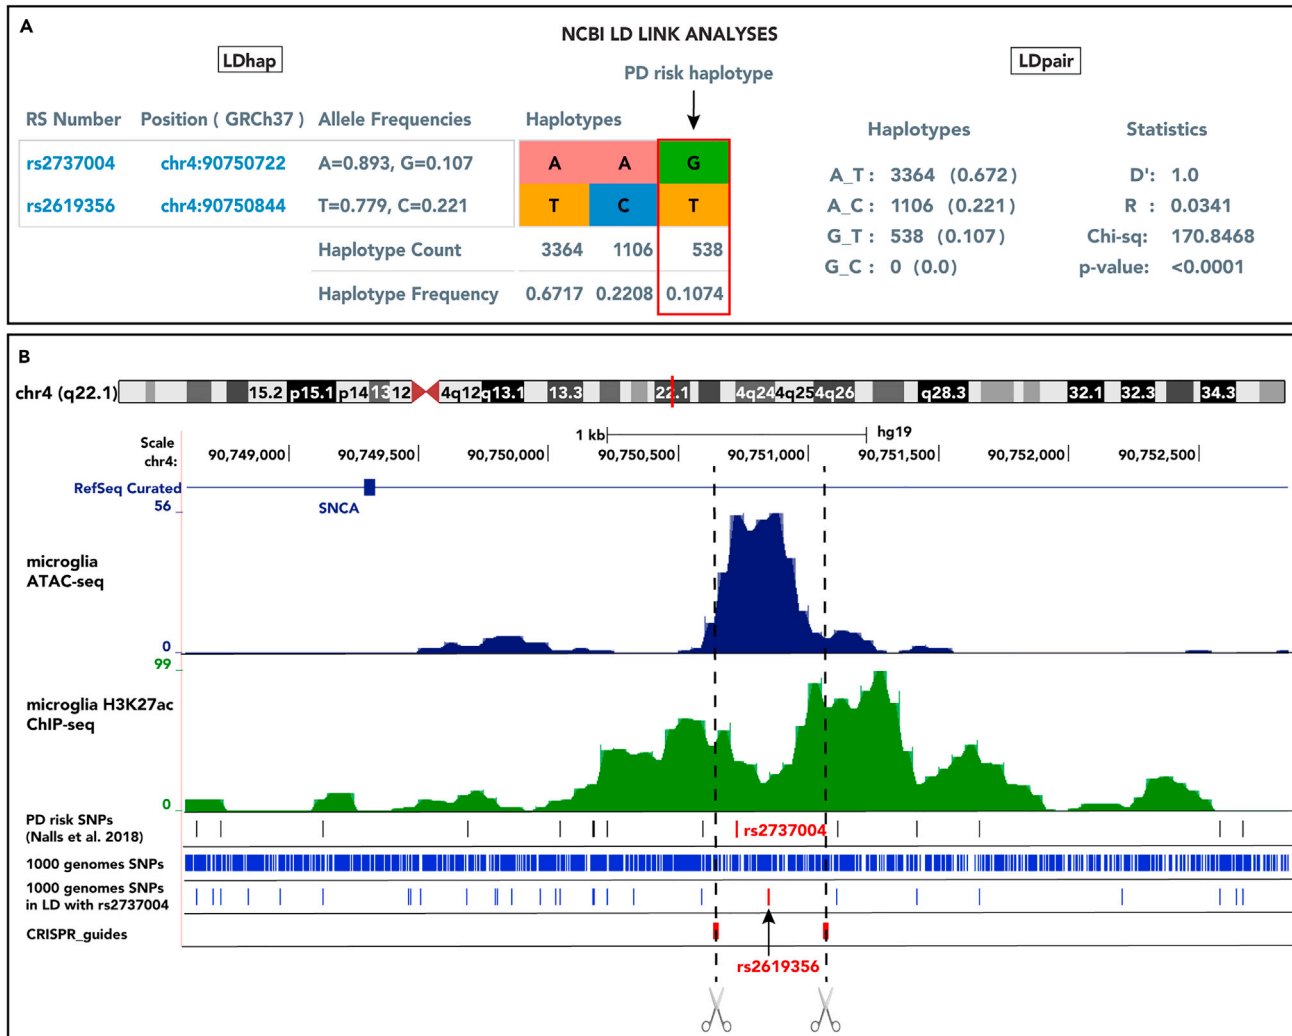 A
NCBI LD LINK ANALYSES
LDhap
LDpair
PD risk haplotype
RS Number Position ( GRCh37 ) Allele Frequencies Haplotypes
rs2737004 chr4:90750722 A=0.893, G=0.107 A A G
rs2619356 chr4:90750844 T=0.779, C=0.221 T C T
Haplotype Count 3364 1106 538
Haplotype Frequency 0.6717 0.2208 0.1074
Haplotypes Statistics
A_T : 3364 (0.672) D': 1.0
A_C : 1106 (0.221) R : 0.0341
G_T : 538 (0.107) Chi-sq: 170.8468
G_C : 0 (0.0) p-value: <0.0001
B
chr4 (q22.1) 15.2 p15.1 p14 13 12 4q12 q13.1 13.3 22.1 4q24 4q25 4q26 q28.3 32.1 32.3 34.3
Scale 1 kb hg19
chr4: 90,749,000 90,749,500 90,750,000 90,750,500 90,751,000 90,751,500 90,752,000 90,752,500
RefSeq Curated
SNCA
56
microglia
ATAC-seq
0
99
microglia H3K27ac
ChIP-seq
0
PD risk SNPs
(Nalls et al. 2018)
rs2737004
1000 genomes SNPs
1000 genomes SNPs
in LD with rs2737004
CRISPR_guides
rs2619356